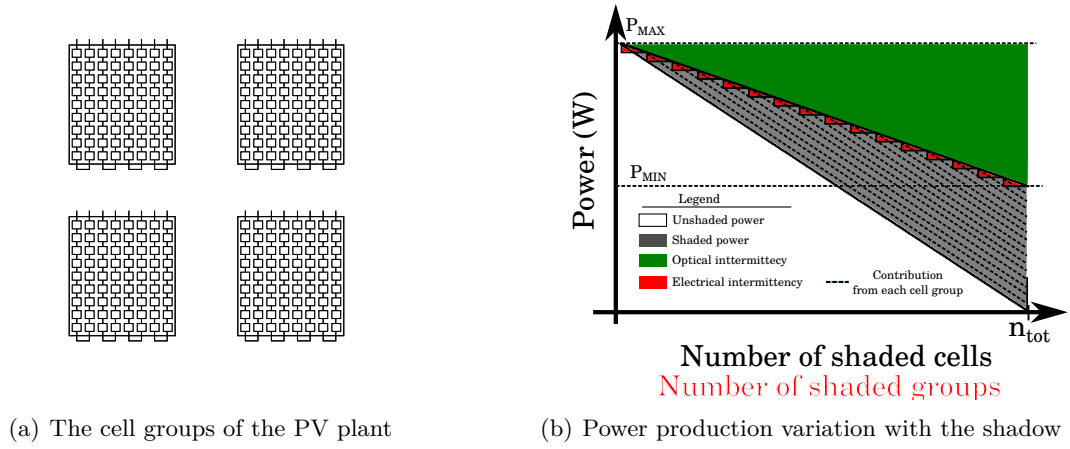 P_MAX
Power (W)
P_MIN
Legend
Unshaded power
Shaded power
Optical inttermittecy
Electrical intermittency
Contribution
from each cell group
n_tot
Number of shaded cells
Number of shaded groups
(a) The cell groups of the PV plant
(b) Power production variation with the shadow